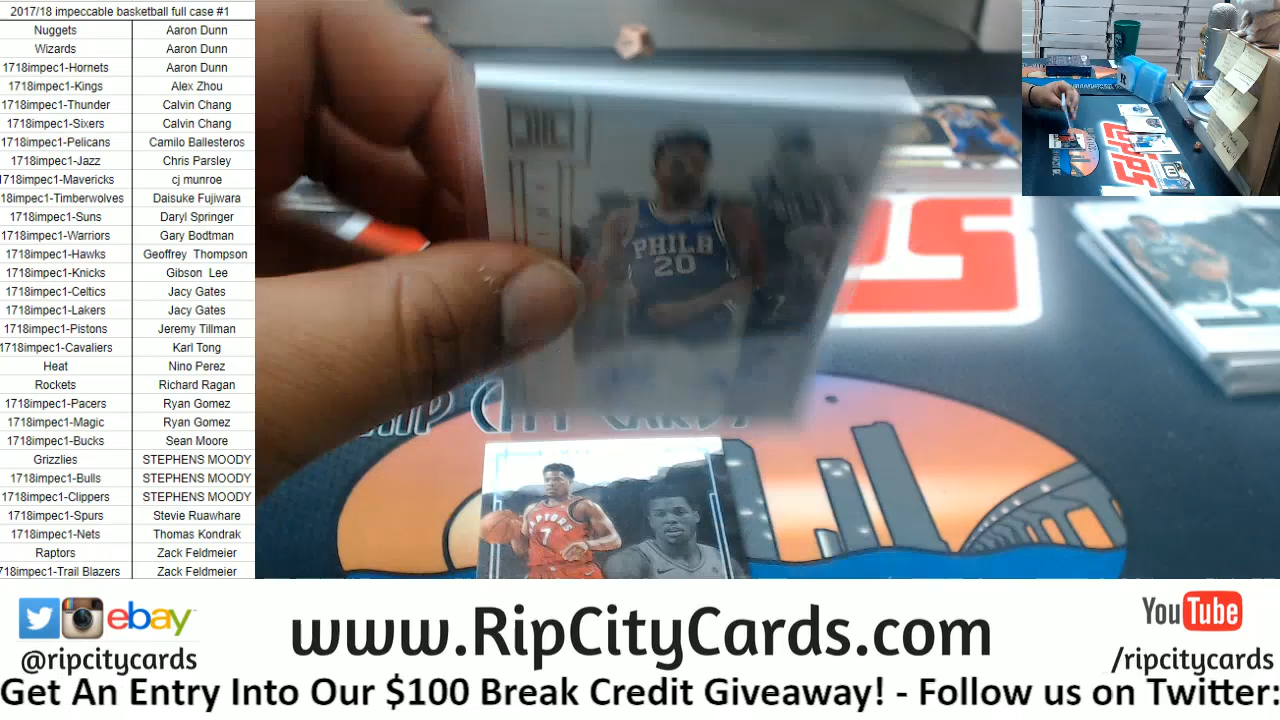 2017/18 impeccable basketball full case #1
Nuggets Aaron Dunn
Wizards Aaron Dunn
1718impec1-Hornets Aaron Dunn
1718impec1-Kings Alex Zhou
1718impec1-Thunder Calvin Chang
1718impec1-Sixers Calvin Chang
1718impec1-Pelicans Camilo Ballesteros
1718impec1-Jazz Chris Parsley
1718impec1-Mavericks cj munroe
18impec1-Timberwolves Daisuke Fujiwara
1718impec1-Suns Daryl Springer
1718impec1-Warriors Gary Bodtman
1718impec1-Hawks Geoffrey Thompson
1718impec1-Knicks Gibson Lee
1718impec1-Celtics Jacy Gates
1718impec1-Lakers Jacy Gates
1718impec1-Pistons Jeremy Tillman
1718impec1-Cavaliers Karl Tong
Heat Nino Perez
Rockets Richard Ragan
1718impec1-Pacers Ryan Gomez
1718impec1-Magic Ryan Gomez
1718impec1-Bucks Sean Moore
Grizzlies STEPHENS MOODY
1718impec1-Bulls STEPHENS MOODY
1718impec1-Clippers STEPHENS MOODY
1718impec1-Spurs Stevie Ruawhare
1718impec1-Nets Thomas Kondrak
Raptors Zack Feldmeier
718impec1-Trail Blazers Zack Feldmeier
PHILA
20
RIP CITY CARDS
RAPTORS
7
ebay
@ripcitycards
www.RipCityCards.com
YouTube
/ripcitycards
Get An Entry Into Our $100 Break Credit Giveaway! - Follow us on Twitter: